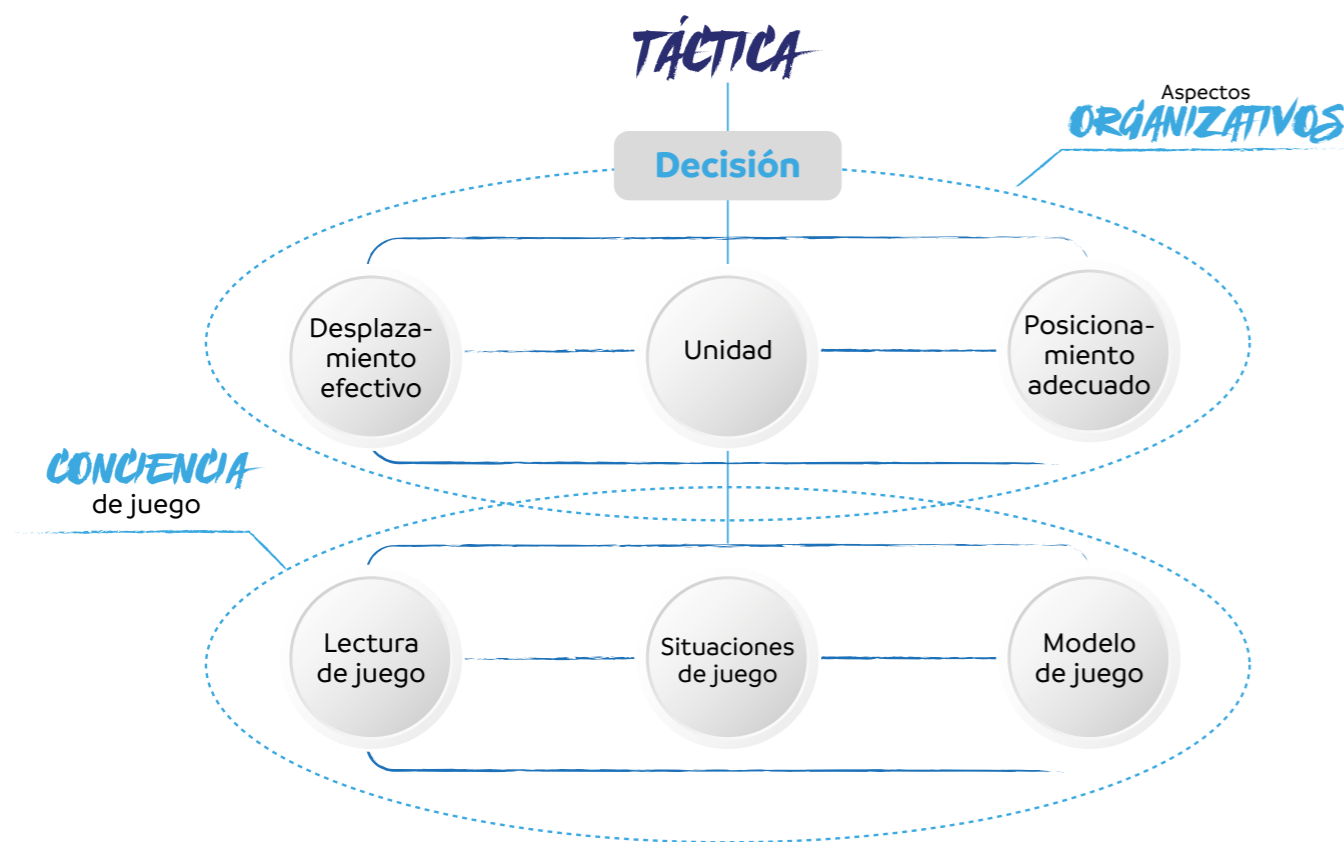 TÁCTICA
Aspectos
ORGANIZATIVOS
Decisión
Desplaza-
miento
efectivo
Unidad
Posiciona-
miento
adecuado
CONCIENCIA
de juego
Lectura
de juego
Situaciones
de juego
Modelo
de juego